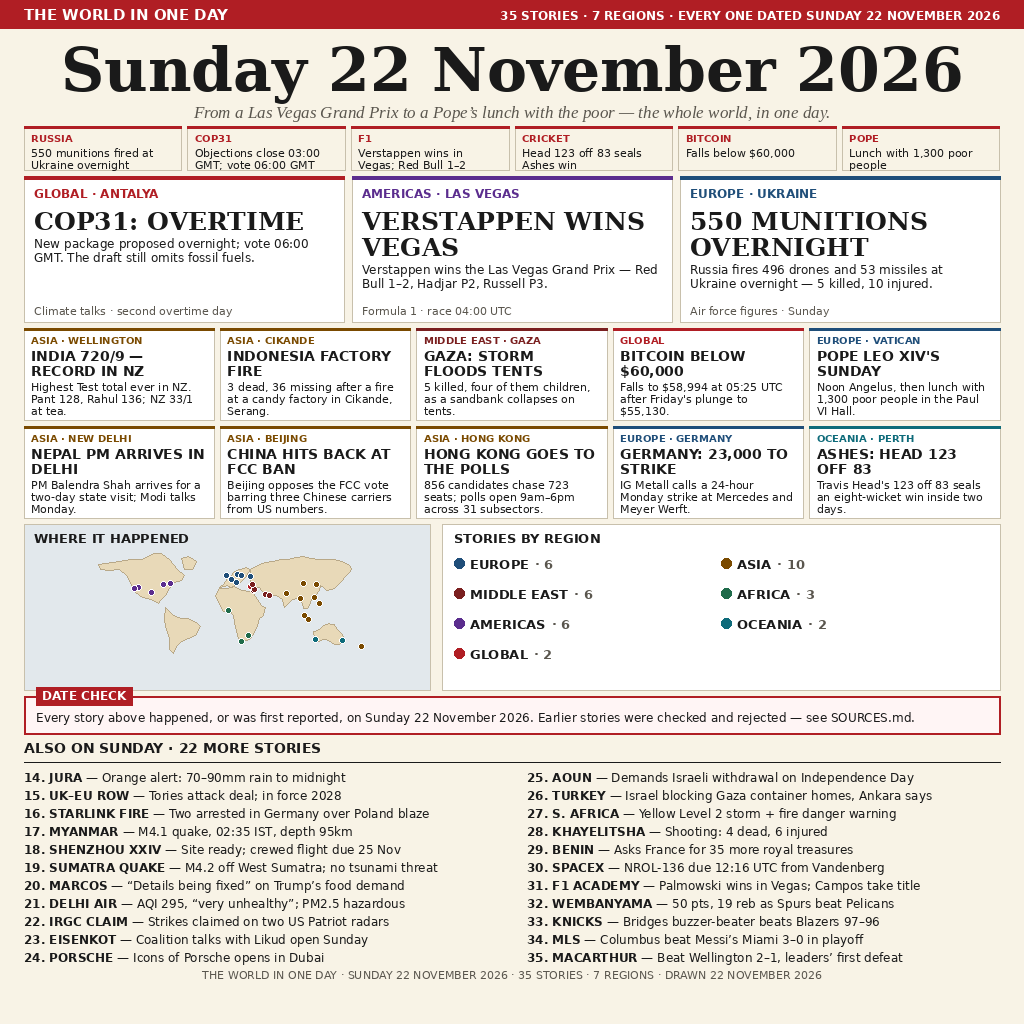 THE WORLD IN ONE DAY
35 STORIES · 7 REGIONS · EVERY ONE DATED SUNDAY 22 NOVEMBER 2026
Sunday 22 November 2026
From a Las Vegas Grand Prix to a Pope’s lunch with the poor — the whole world, in one day.
RUSSIA
550 munitions fired at
Ukraine overnight
COP31
Objections close 03:00
GMT; vote 06:00 GMT
F1
Verstappen wins in
Vegas; Red Bull 1–2
CRICKET
Head 123 off 83 seals
Ashes win
BITCOIN
Falls below $60,000
POPE
Lunch with 1,300 poor
people
GLOBAL · ANTALYA
COP31: OVERTIME
New package proposed overnight; vote 06:00
GMT. The draft still omits fossil fuels.
Climate talks · second overtime day
AMERICAS · LAS VEGAS
VERSTAPPEN WINS
VEGAS
Verstappen wins the Las Vegas Grand Prix — Red
Bull 1–2, Hadjar P2, Russell P3.
Formula 1 · race 04:00 UTC
EUROPE · UKRAINE
550 MUNITIONS
OVERNIGHT
Russia fires 496 drones and 53 missiles at
Ukraine overnight — 5 killed, 10 injured.
Air force figures · Sunday
ASIA · WELLINGTON
INDIA 720/9 —
RECORD IN NZ
Highest Test total ever in NZ.
Pant 128, Rahul 136; NZ 33/1
at tea.
ASIA · CIKANDE
INDONESIA FACTORY
FIRE
3 dead, 36 missing after a fire
at a candy factory in Cikande,
Serang.
MIDDLE EAST · GAZA
GAZA: STORM
FLOODS TENTS
5 killed, four of them children,
as a sandbank collapses on
tents.
GLOBAL
BITCOIN BELOW
$60,000
Falls to $58,994 at 05:25 UTC
after Friday's plunge to
$55,130.
EUROPE · VATICAN
POPE LEO XIV'S
SUNDAY
Noon Angelus, then lunch with
1,300 poor people in the Paul
VI Hall.
ASIA · NEW DELHI
NEPAL PM ARRIVES IN
DELHI
PM Balendra Shah arrives for a
two-day state visit; Modi talks
Monday.
ASIA · BEIJING
CHINA HITS BACK AT
FCC BAN
Beijing opposes the FCC vote
barring three Chinese carriers
from US numbers.
ASIA · HONG KONG
HONG KONG GOES TO
THE POLLS
856 candidates chase 723
seats; polls open 9am–6pm
across 31 subsectors.
EUROPE · GERMANY
GERMANY: 23,000 TO
STRIKE
IG Metall calls a 24-hour
Monday strike at Mercedes and
Meyer Werft.
OCEANIA · PERTH
ASHES: HEAD 123
OFF 83
Travis Head's 123 off 83 seals
an eight-wicket win inside two
days.
WHERE IT HAPPENED
STORIES BY REGION
EUROPE · 6
ASIA · 10
MIDDLE EAST · 6
AFRICA · 3
AMERICAS · 6
OCEANIA · 2
GLOBAL · 2
DATE CHECK
Every story above happened, or was first reported, on Sunday 22 November 2026. Earlier stories were checked and rejected — see SOURCES.md.
ALSO ON SUNDAY · 22 MORE STORIES
14. JURA — Orange alert: 70–90mm rain to midnight
15. UK–EU ROW — Tories attack deal; in force 2028
16. STARLINK FIRE — Two arrested in Germany over Poland blaze
17. MYANMAR — M4.1 quake, 02:35 IST, depth 95km
18. SHENZHOU XXIV — Site ready; crewed flight due 25 Nov
19. SUMATRA QUAKE — M4.2 off West Sumatra; no tsunami threat
20. MARCOS — “Details being fixed” on Trump’s food demand
21. DELHI AIR — AQI 295, “very unhealthy”; PM2.5 hazardous
22. IRGC CLAIM — Strikes claimed on two US Patriot radars
23. EISENKOT — Coalition talks with Likud open Sunday
24. PORSCHE — Icons of Porsche opens in Dubai
25. AOUN — Demands Israeli withdrawal on Independence Day
26. TURKEY — Israel blocking Gaza container homes, Ankara says
27. S. AFRICA — Yellow Level 2 storm + fire danger warning
28. KHAYELITSHA — Shooting: 4 dead, 6 injured
29. BENIN — Asks France for 35 more royal treasures
30. SPACEX — NROL-136 due 12:16 UTC from Vandenberg
31. F1 ACADEMY — Palmowski wins in Vegas; Campos take title
32. WEMBANYAMA — 50 pts, 19 reb as Spurs beat Pelicans
33. KNICKS — Bridges buzzer-beater beats Blazers 97–96
34. MLS — Columbus beat Messi’s Miami 3–0 in playoff
35. MACARTHUR — Beat Wellington 2–1, leaders’ first defeat
THE WORLD IN ONE DAY · SUNDAY 22 NOVEMBER 2026 · 35 STORIES · 7 REGIONS · DRAWN 22 NOVEMBER 2026